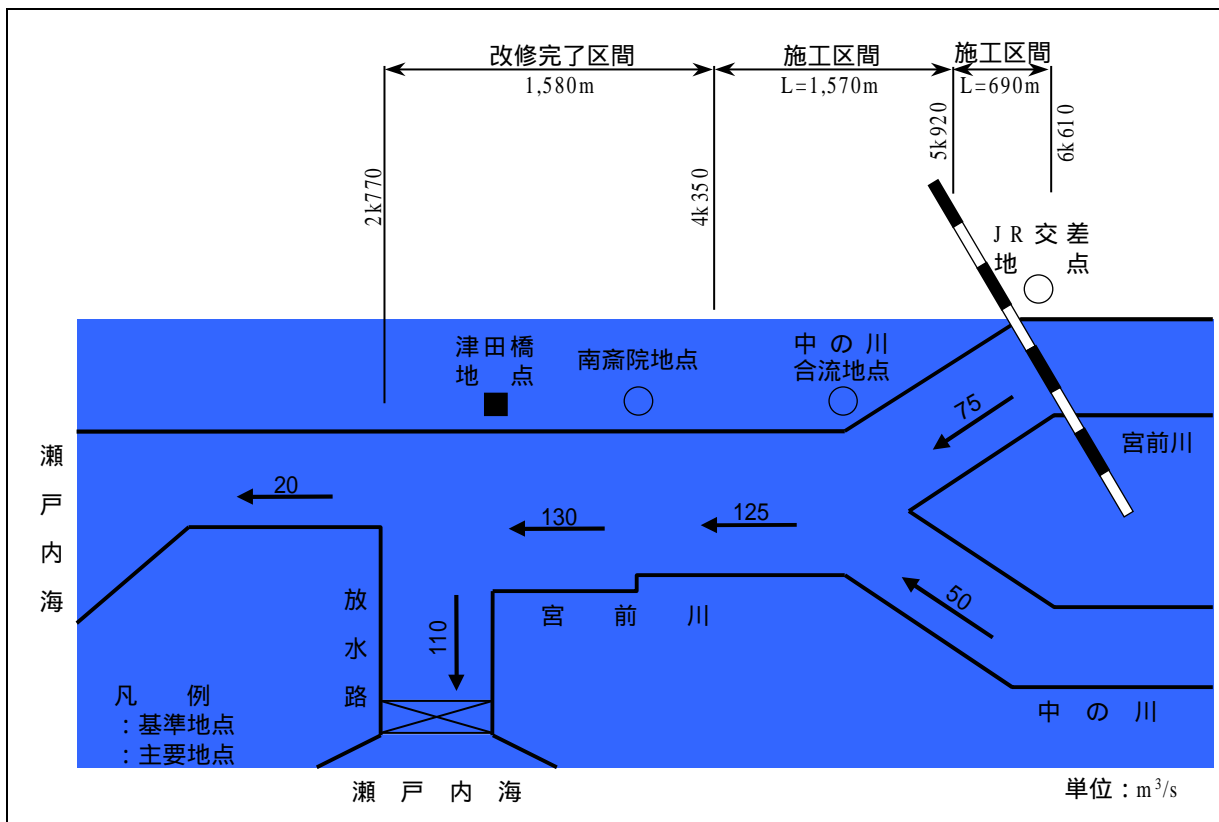 改修完了区間
1,580m
施工区間
L=1,570m
施工区間
L=690m
2k770
4k350
5k920
6k610
JR交差
地点
津田橋
地点
南斎院地点
中の川
合流地点
75
宮前川
瀬戸内海
20
130
125
50
放水路
110
宮前川
中の川
凡例
：基準地点
：主要地点
瀬戸内海
単位：m³/s